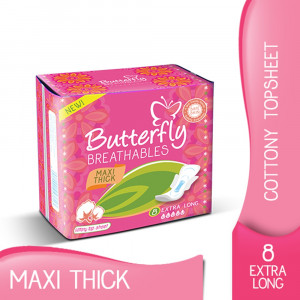 NEW!
Butterfly
BREATHABLES
MAXI
THICK
8 EXTRA LONG
COTTONY TOPSHEET
MAXI THICK
8
EXTRA
LONG